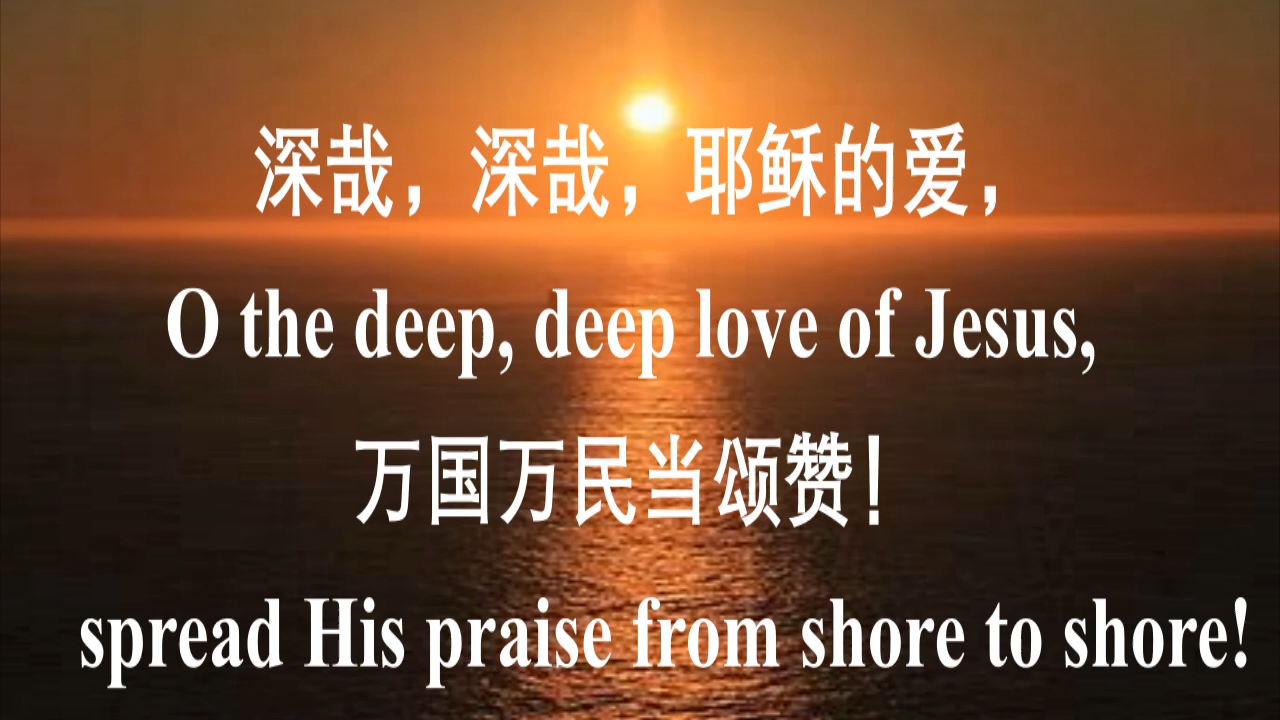 深哉，深哉，耶稣的爱，
O the deep, deep love of Jesus,
万国万民当颂赞！
spread His praise from shore to shore!